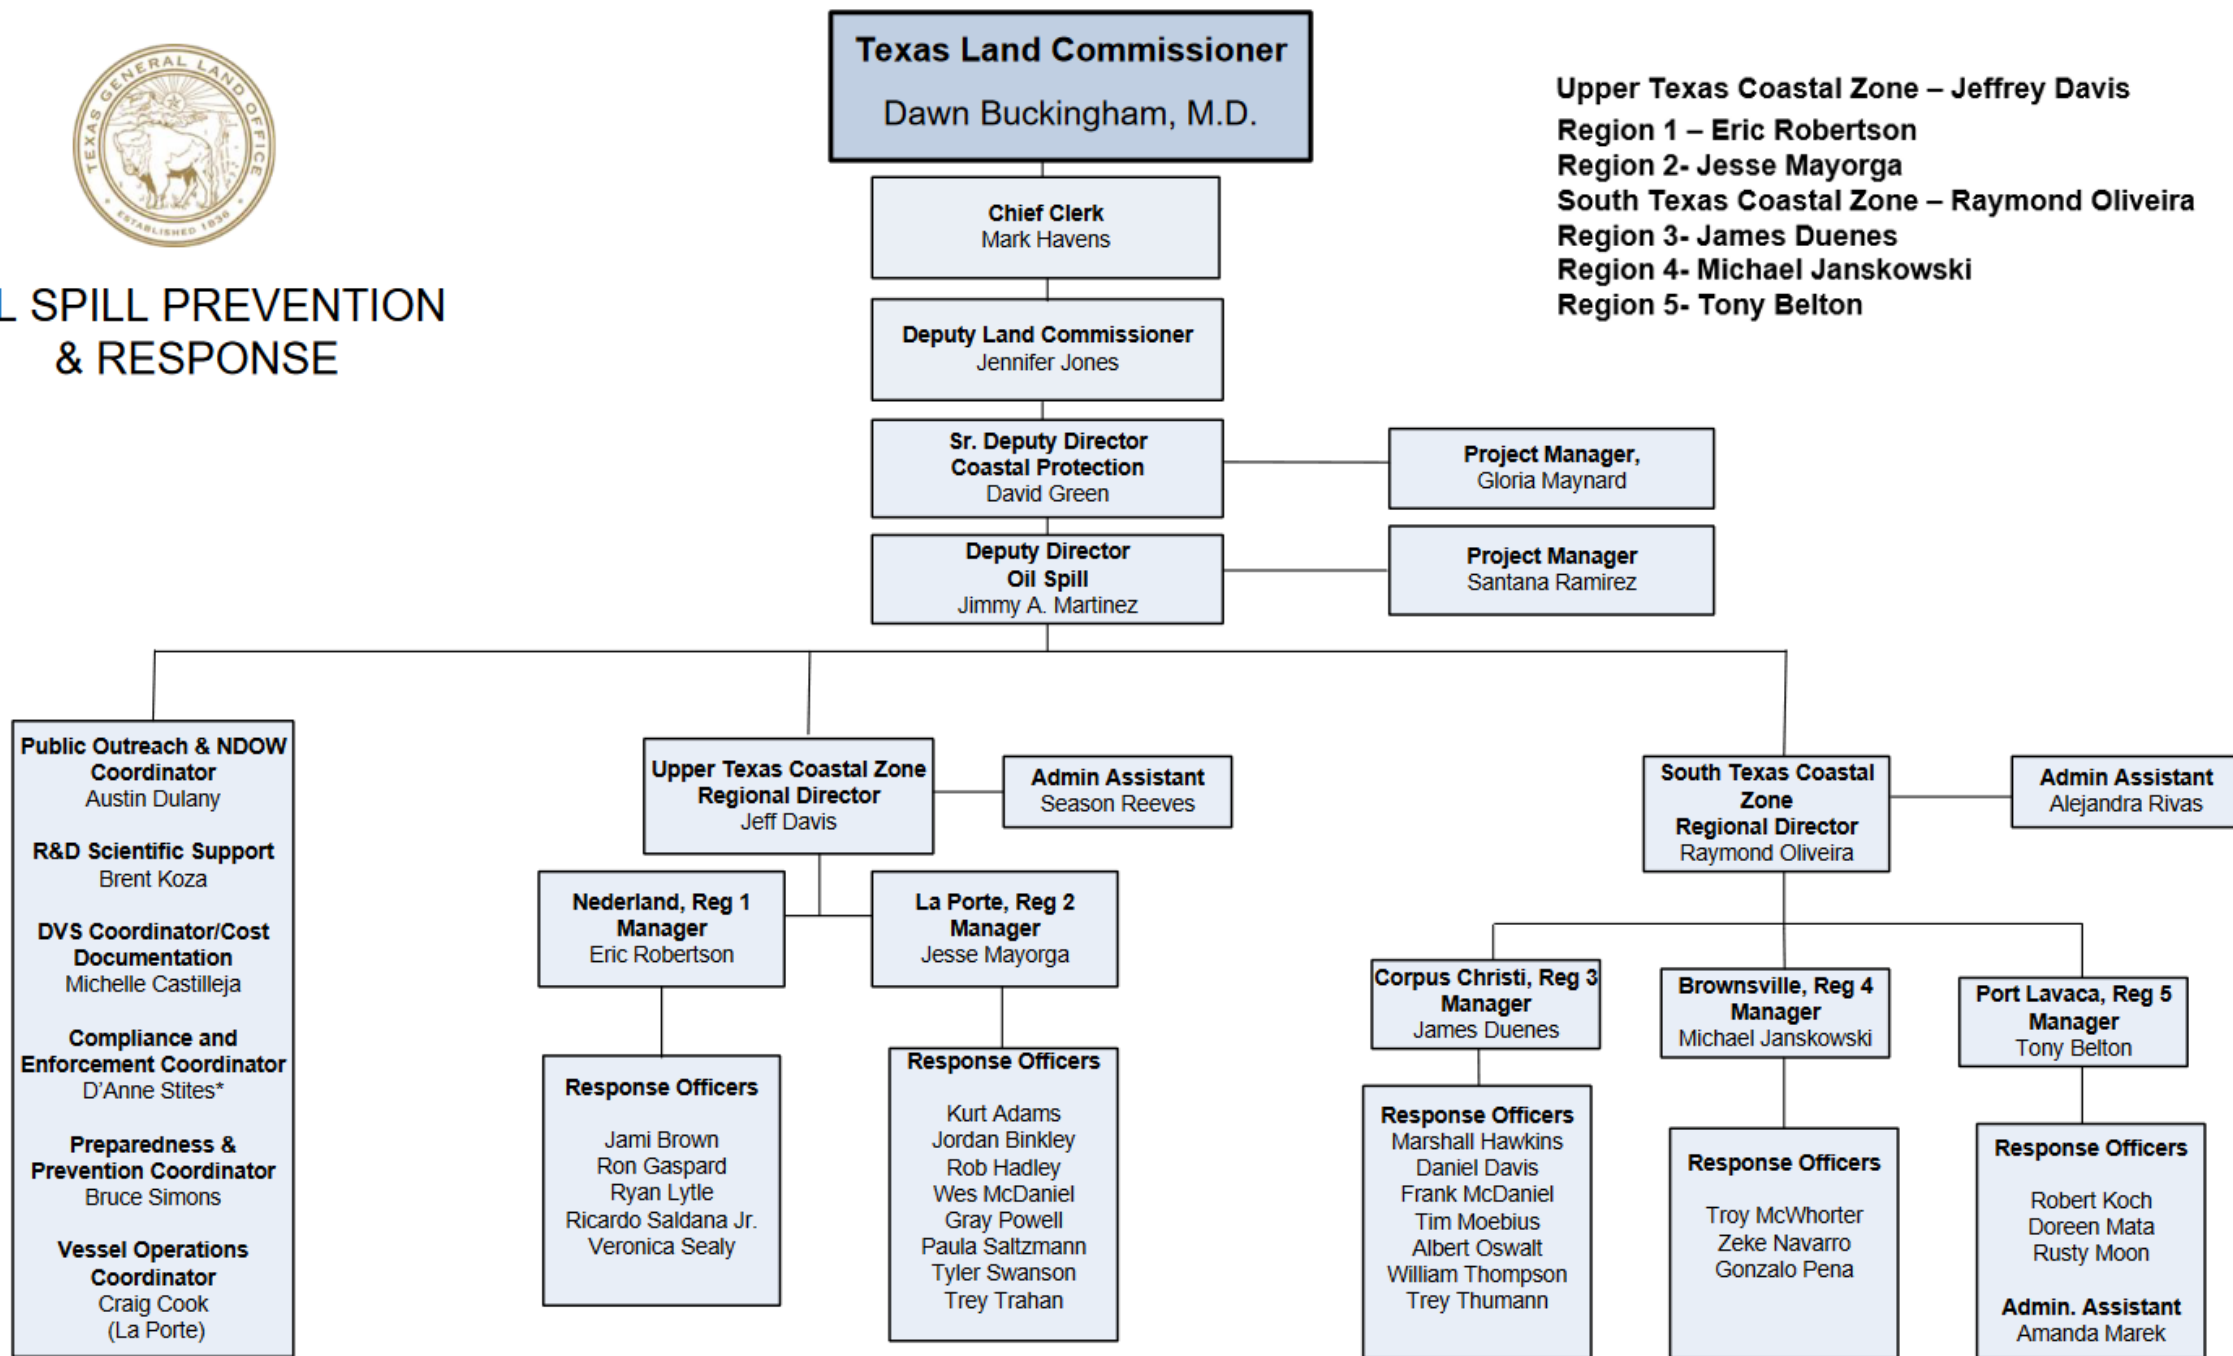 TEXAS GENERAL LAND OFFICE
ESTABLISHED 1836
L SPILL PREVENTION
& RESPONSE
Texas Land Commissioner
Dawn Buckingham, M.D.
Upper Texas Coastal Zone – Jeffrey Davis
Region 1 – Eric Robertson
Region 2- Jesse Mayorga
South Texas Coastal Zone – Raymond Oliveira
Region 3- James Duenes
Region 4- Michael Janskowski
Region 5- Tony Belton
Chief Clerk
Mark Havens
Deputy Land Commissioner
Jennifer Jones
Sr. Deputy Director
Coastal Protection
David Green
Project Manager,
Gloria Maynard
Deputy Director
Oil Spill
Jimmy A. Martinez
Project Manager
Santana Ramirez
Public Outreach & NDOW
Coordinator
Austin Dulany
R&D Scientific Support
Brent Koza
DVS Coordinator/Cost
Documentation
Michelle Castilleja
Compliance and
Enforcement Coordinator
D'Anne Stites*
Preparedness &
Prevention Coordinator
Bruce Simons
Vessel Operations
Coordinator
Craig Cook
(La Porte)
Upper Texas Coastal Zone
Regional Director
Jeff Davis
Admin Assistant
Season Reeves
Nederland, Reg 1
Manager
Eric Robertson
La Porte, Reg 2
Manager
Jesse Mayorga
Response Officers
Jami Brown
Ron Gaspard
Ryan Lytle
Ricardo Saldana Jr.
Veronica Sealy
Response Officers
Kurt Adams
Jordan Binkley
Rob Hadley
Wes McDaniel
Gray Powell
Paula Saltzmann
Tyler Swanson
Trey Trahan
South Texas Coastal
Zone
Regional Director
Raymond Oliveira
Admin Assistant
Alejandra Rivas
Corpus Christi, Reg 3
Manager
James Duenes
Brownsville, Reg 4
Manager
Michael Janskowski
Port Lavaca, Reg 5
Manager
Tony Belton
Response Officers
Marshall Hawkins
Daniel Davis
Frank McDaniel
Tim Moebius
Albert Oswalt
William Thompson
Trey Thumann
Response Officers
Troy McWhorter
Zeke Navarro
Gonzalo Pena
Response Officers
Robert Koch
Doreen Mata
Rusty Moon
Admin. Assistant
Amanda Marek